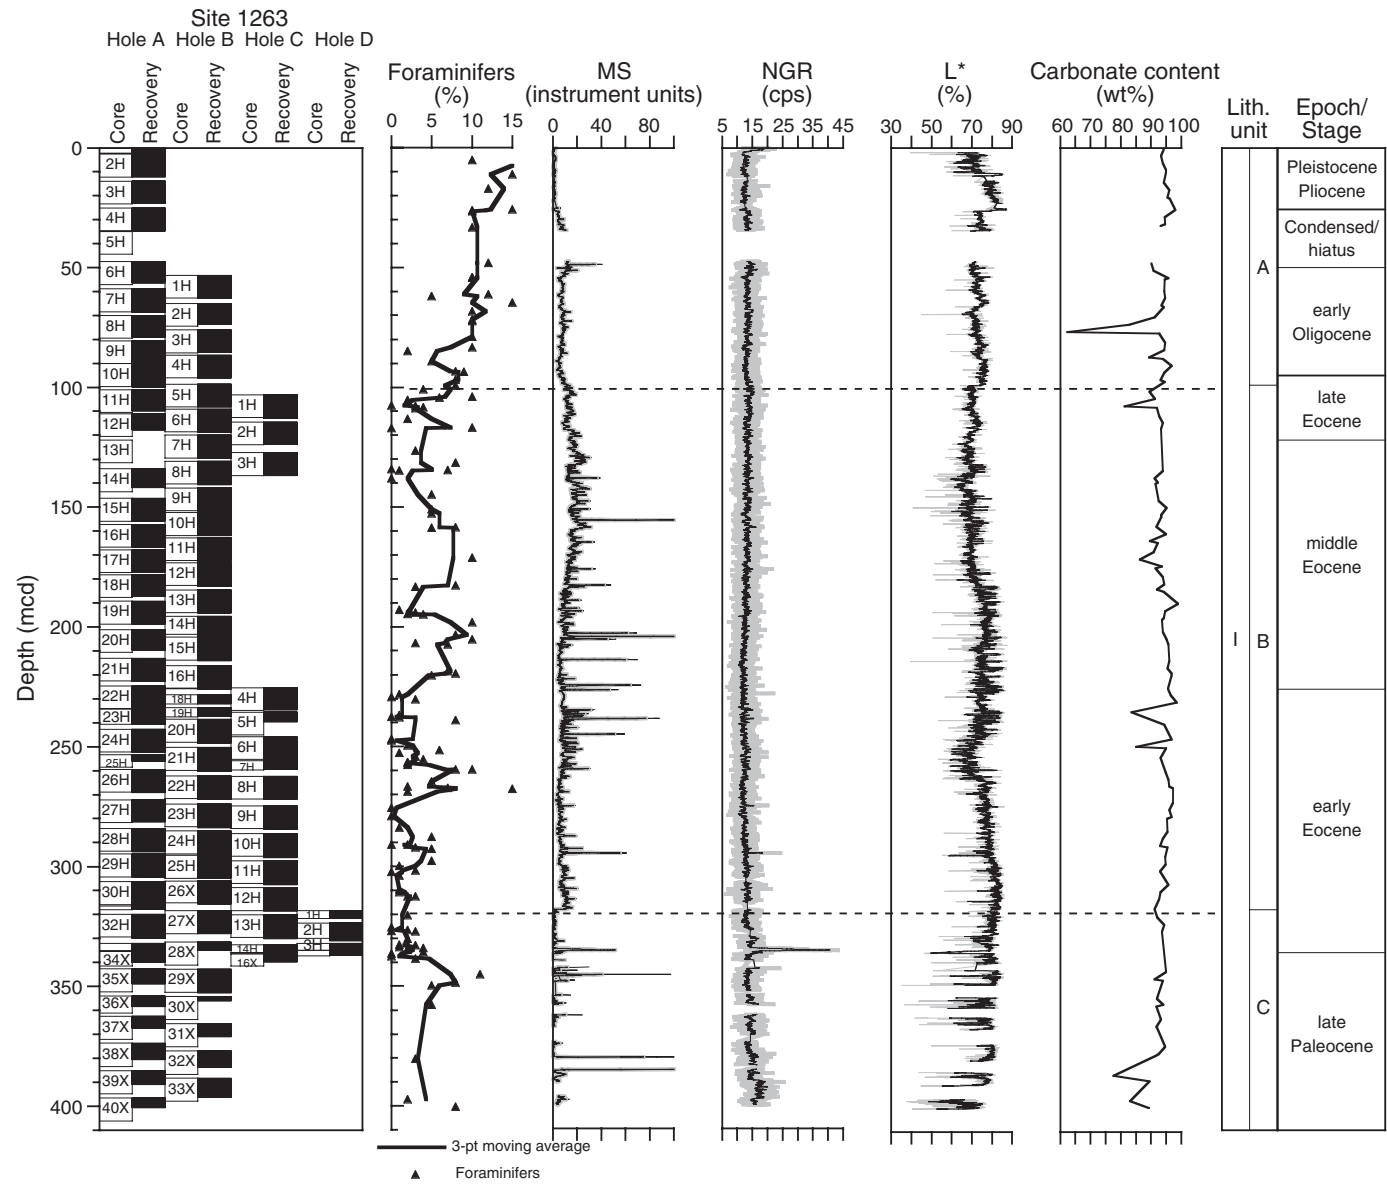 Site 1263
Hole A Hole B Hole C Hole D
Core Recovery Core Recovery Core Recovery Core Recovery
Foraminifers
(%)
MS
(instrument units)
NGR
(cps)
L*
(%)
Carbonate content
(wt%)
Lith.
unit
Epoch/
Stage
0 5 10 15
0 40 80
5 15 25 35 45
30 50 70 90
60 70 80 90 100
Depth (mcd)
0
50
100
150
200
250
300
350
400
2H
3H
4H
5H
6H
7H
8H
9H
10H
11H
12H
13H
14H
15H
16H
17H
18H
19H
20H
21H
22H
23H
24H
25H
26H
27H
28H
29H
30H
32H
34X
35X
36X
37X
38X
39X
40X
1H
2H
3H
4H
5H
6H
7H
8H
9H
10H
11H
12H
13H
14H
15H
16H
18H
19H
20H
21H
22H
23H
24H
25H
26X
27X
28X
29X
30X
31X
32X
33X
1H
2H
3H
4H
5H
6H
7H
8H
9H
10H
11H
12H
13H
14H
16X
1H
2H
3H
I
A
B
C
Pleistocene
Pliocene
Condensed/
hiatus
early
Oligocene
late
Eocene
middle
Eocene
early
Eocene
late
Paleocene
3-pt moving average
Foraminifers